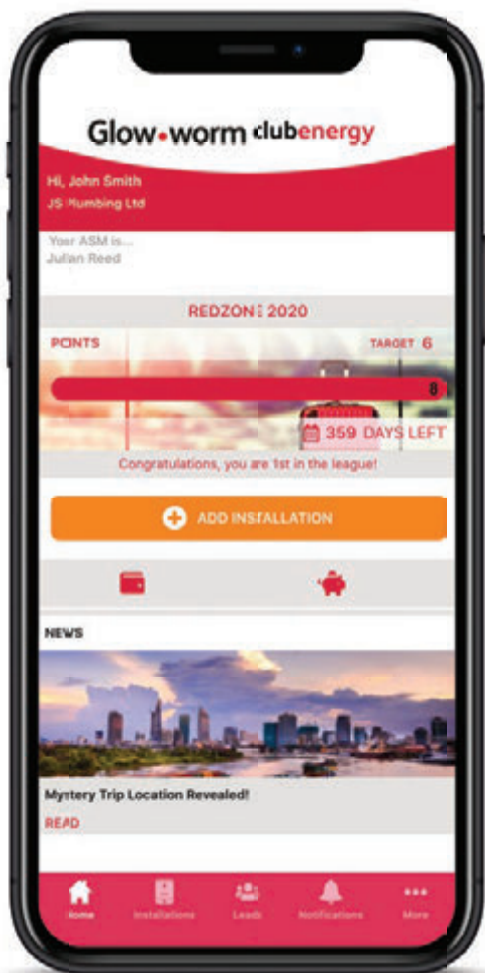 Glow•worm clubenergy
Hi, John Smith
JS Plumbing Ltd
Your ASM is...
Julian Reed
REDZONE 2020
POINTS TARGET 6
8
359 DAYS LEFT
Congratulations, you are 1st in the league!
ADD INSTALLATION
NEWS
Mystery Trip Location Revealed!
READ
Home Installations Leads Notifications More